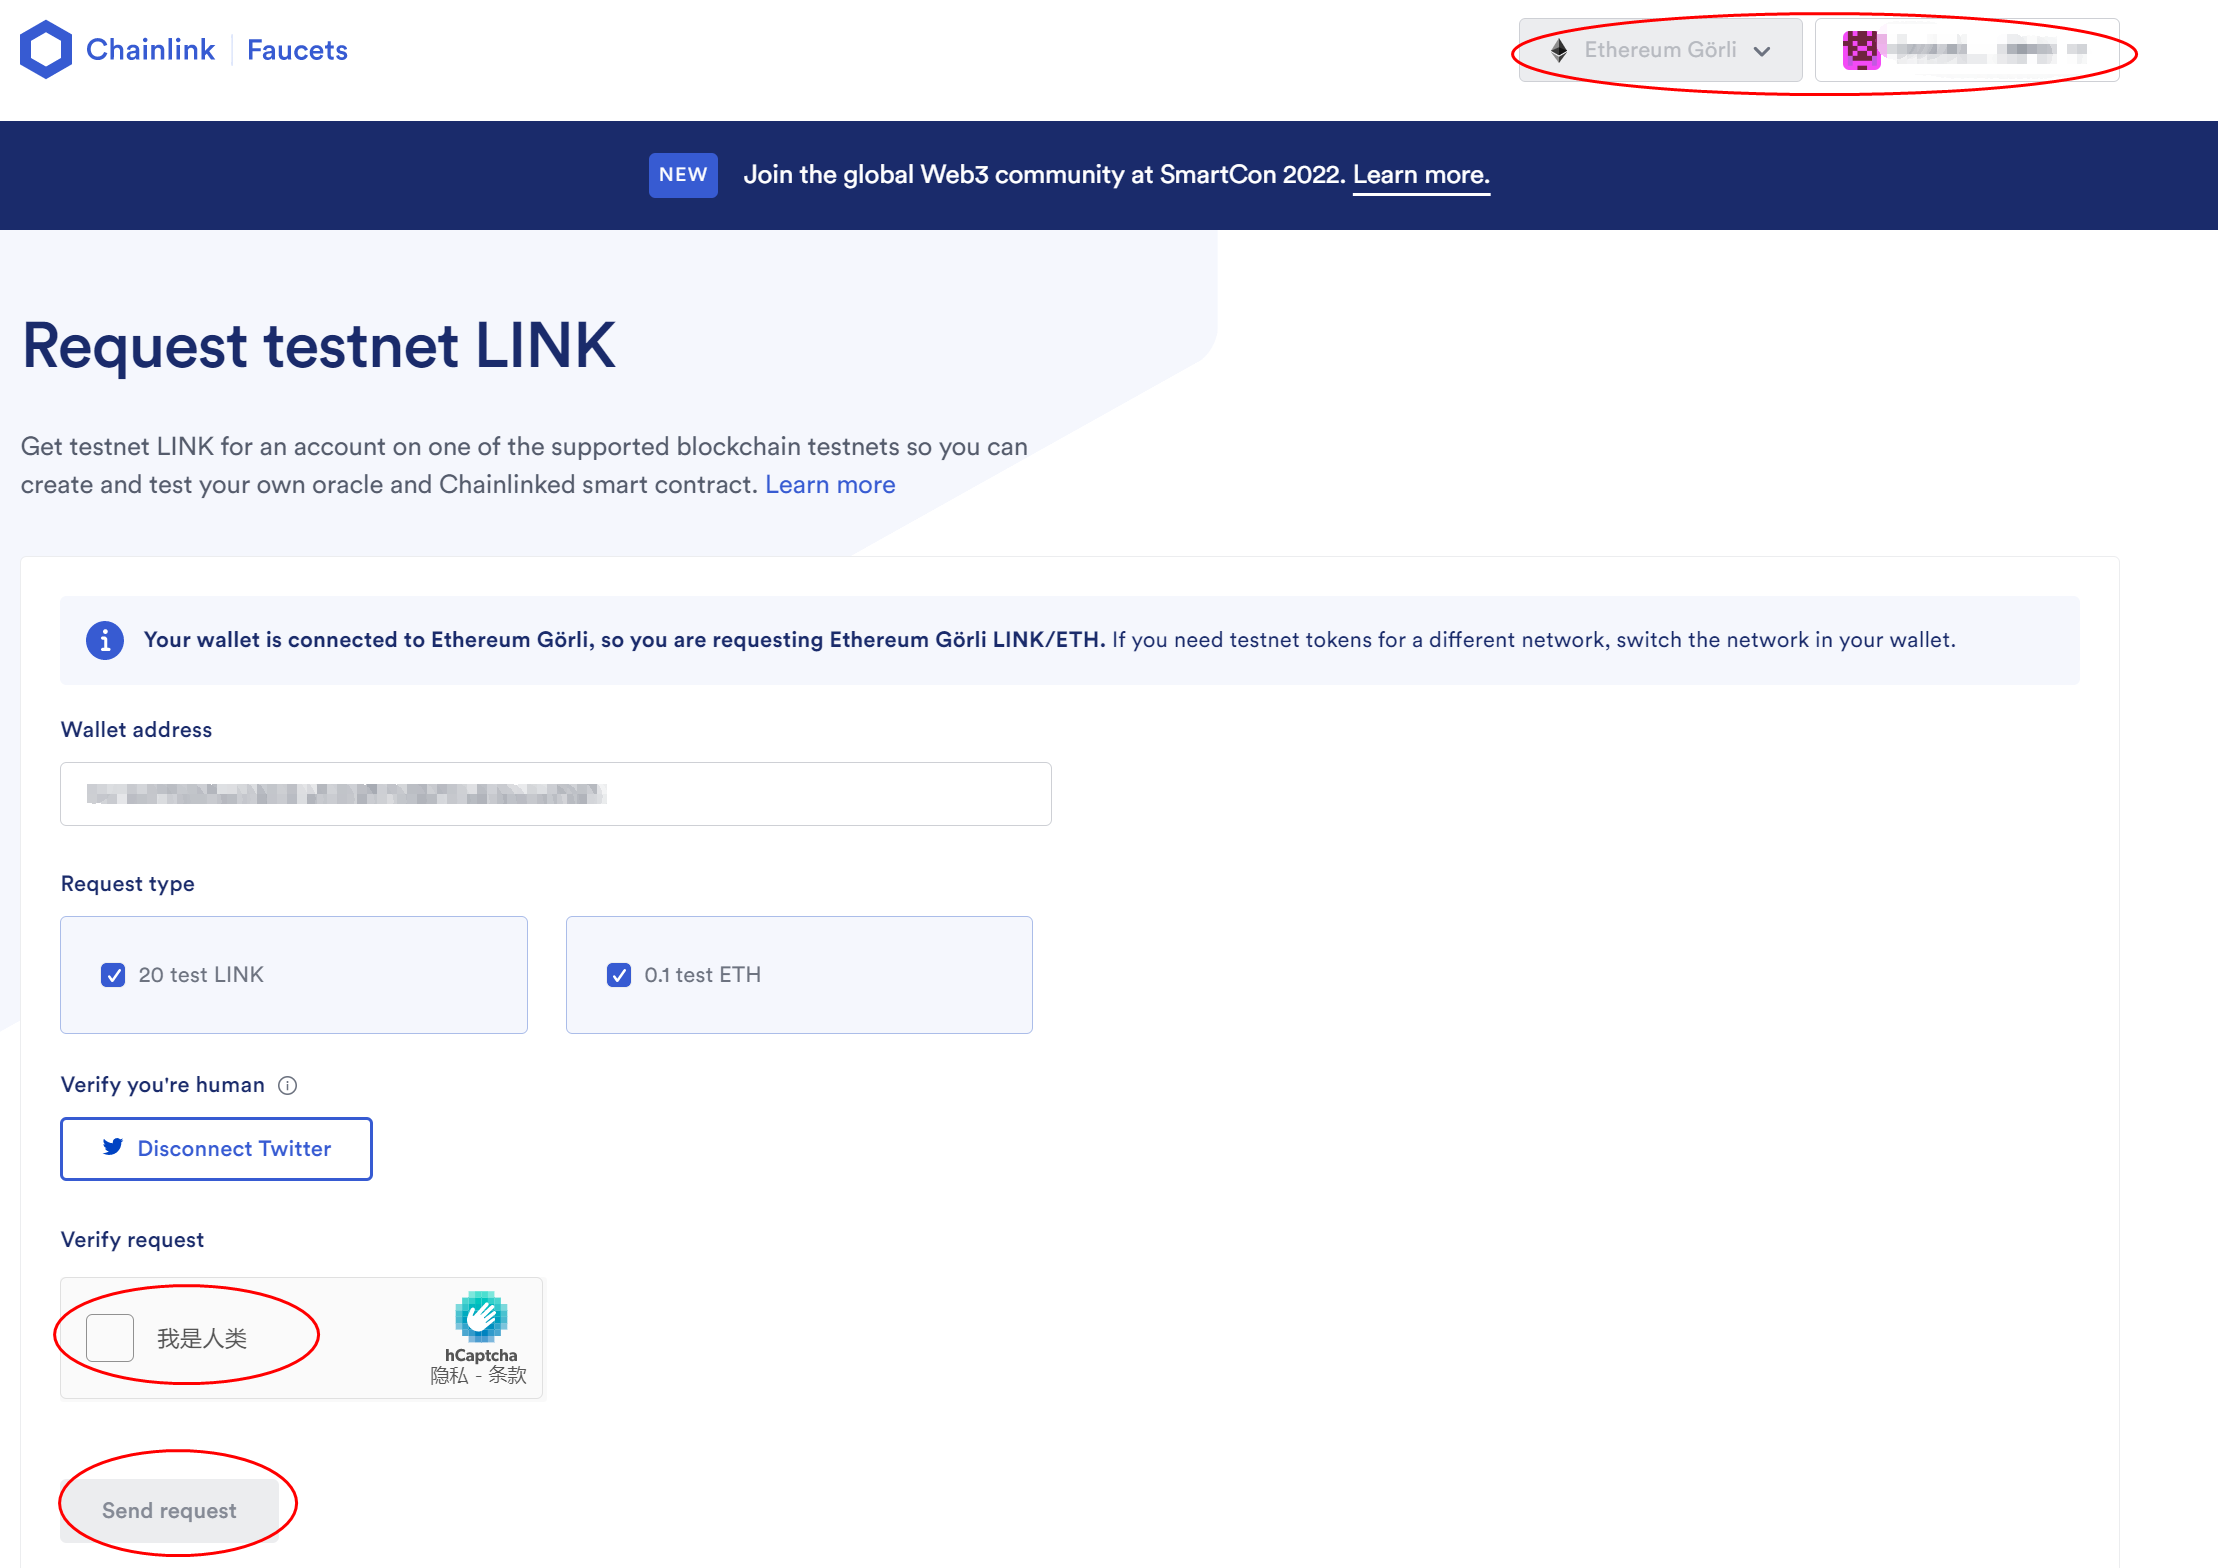 Chainlink | Faucets
Ethereum Görli
NEW Join the global Web3 community at SmartCon 2022. Learn more.
Request testnet LINK
Get testnet LINK for an account on one of the supported blockchain testnets so you can
create and test your own oracle and Chainlinked smart contract. Learn more
Your wallet is connected to Ethereum Görli, so you are requesting Ethereum Görli LINK/ETH. If you need testnet tokens for a different network, switch the network in your wallet.
Wallet address
Request type
20 test LINK
0.1 test ETH
Verify you're human
Disconnect Twitter
Verify request
我是人类
hCaptcha
隐私 - 条款
Send request